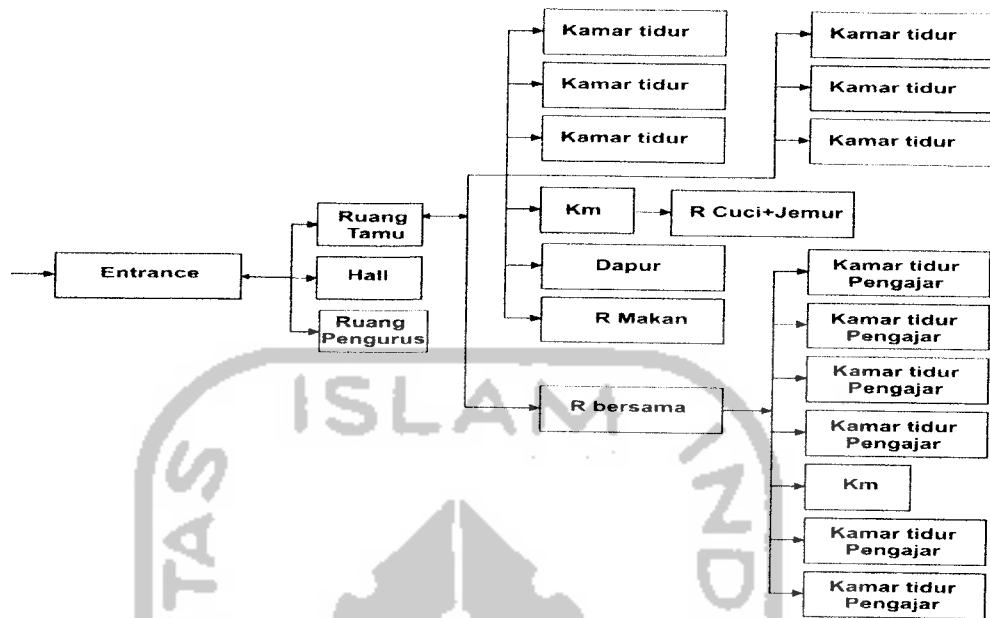 Kamar tidur
Kamar tidur
Kamar tidur
Kamar tidur
Kamar tidur
Kamar tidur
Ruang
Tamu
Km
R Cuci+Jemur
Entrance
Hall
Dapur
Kamar tidur
Pengajar
Ruang
Pengurus
R Makan
Kamar tidur
Pengajar
Kamar tidur
Pengajar
R bersama
Kamar tidur
Pengajar
Km
Kamar tidur
Pengajar
Kamar tidur
Pengajar
TAS ISLAM IND